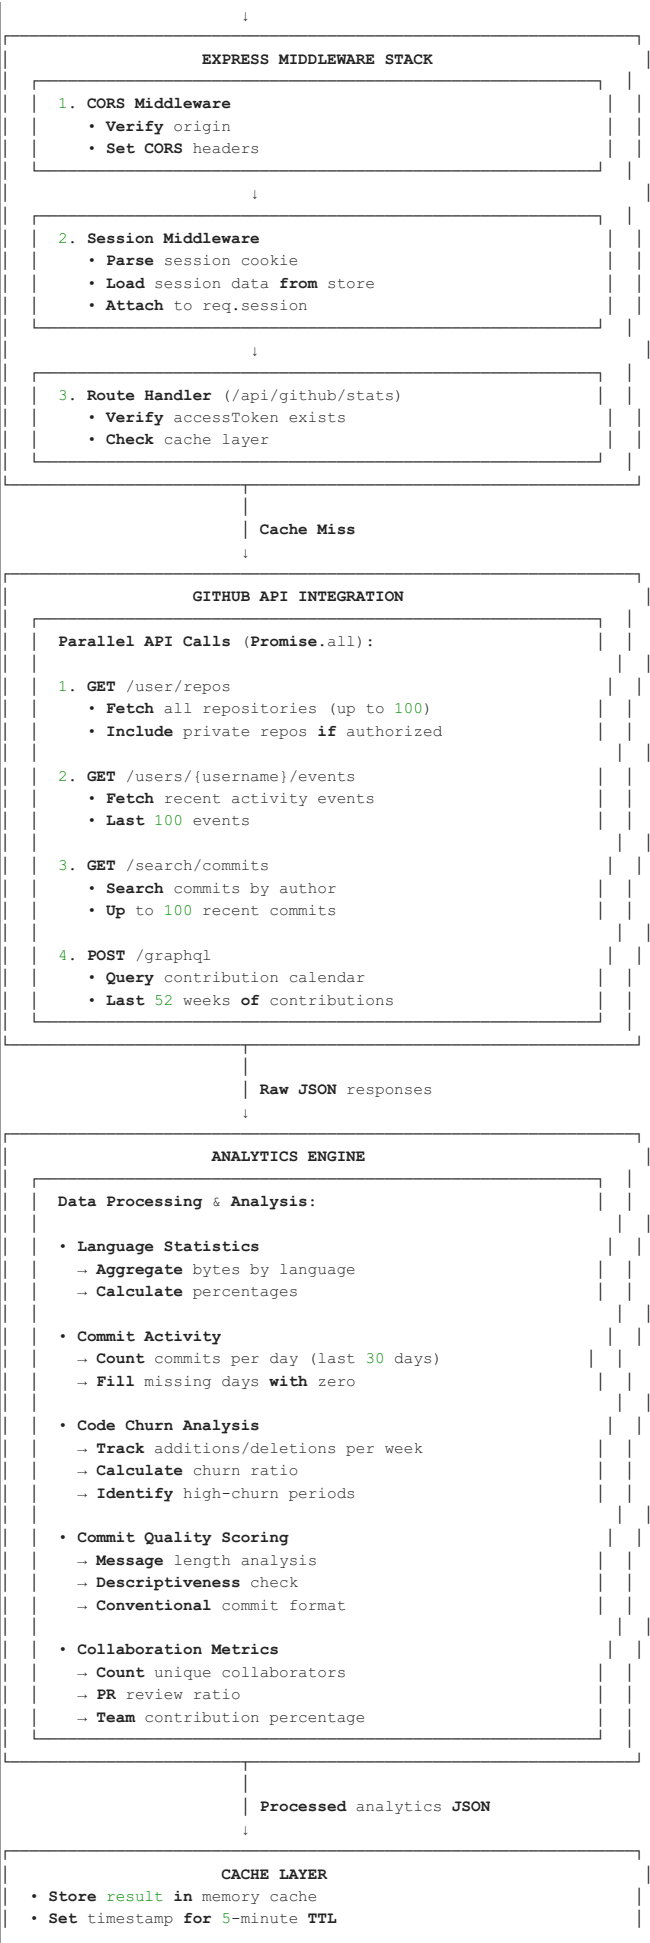 ↓
EXPRESS MIDDLEWARE STACK
1. CORS Middleware
• Verify origin
• Set CORS headers
↓
2. Session Middleware
• Parse session cookie
• Load session data from store
• Attach to req.session
↓
3. Route Handler (/api/github/stats)
• Verify accessToken exists
• Check cache layer
Cache Miss
↓
GITHUB API INTEGRATION
Parallel API Calls (Promise.all):
1. GET /user/repos
• Fetch all repositories (up to 100)
• Include private repos if authorized
2. GET /users/{username}/events
• Fetch recent activity events
• Last 100 events
3. GET /search/commits
• Search commits by author
• Up to 100 recent commits
4. POST /graphql
• Query contribution calendar
• Last 52 weeks of contributions
Raw JSON responses
↓
ANALYTICS ENGINE
Data Processing & Analysis:
• Language Statistics
→ Aggregate bytes by language
→ Calculate percentages
• Commit Activity
→ Count commits per day (last 30 days)
→ Fill missing days with zero
• Code Churn Analysis
→ Track additions/deletions per week
→ Calculate churn ratio
→ Identify high-churn periods
• Commit Quality Scoring
→ Message length analysis
→ Descriptiveness check
→ Conventional commit format
• Collaboration Metrics
→ Count unique collaborators
→ PR review ratio
→ Team contribution percentage
Processed analytics JSON
↓
CACHE LAYER
• Store result in memory cache
• Set timestamp for 5-minute TTL